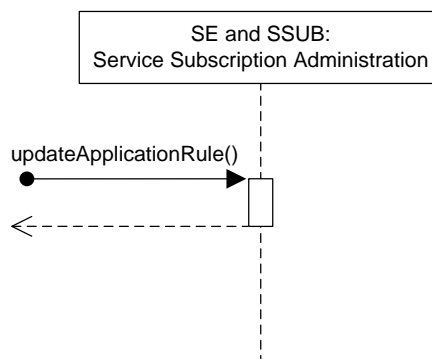 SE and SSUB:
Service Subscription Administration
updateApplicationRule()